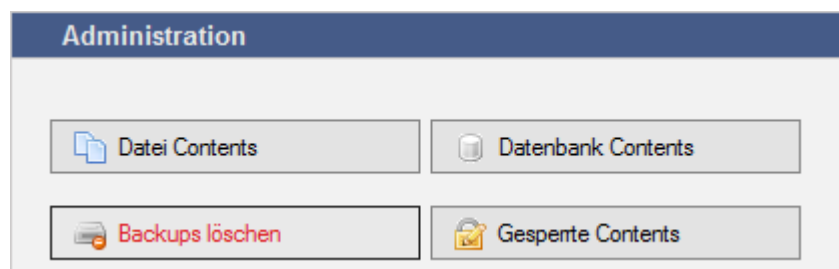 Administration
Datei Contents
Datenbank Contents
Backups löschen
Gesperrte Contents